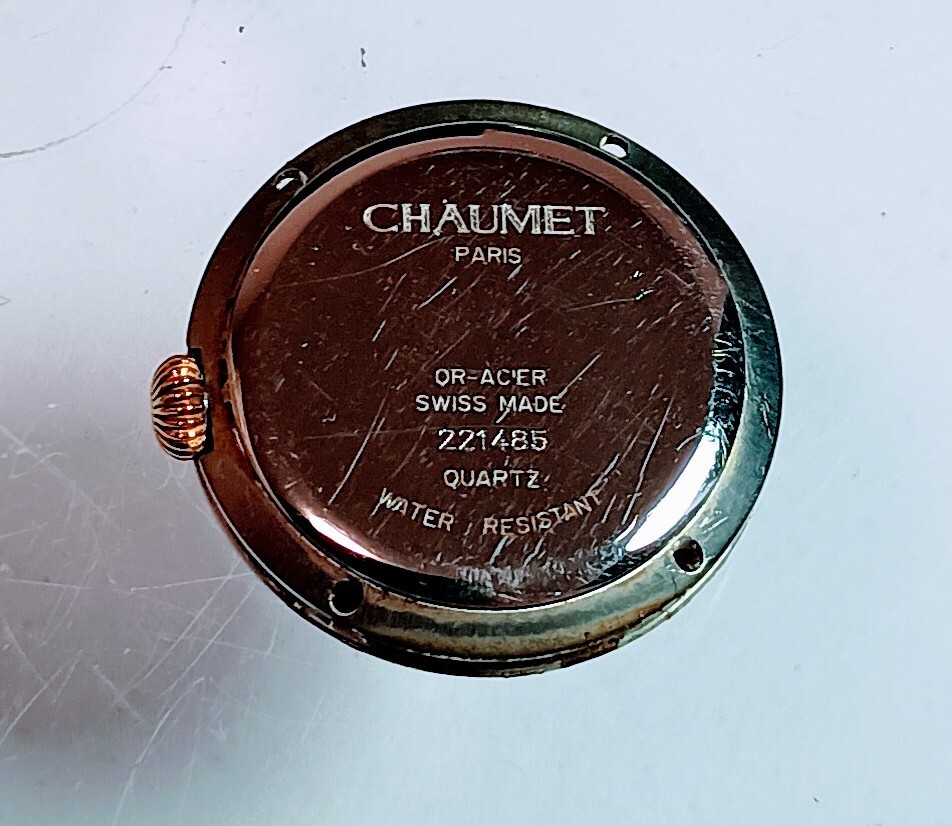 CHAUMET
PARIS
OR-ACIER
SWISS MADE
221485
QUARTZ
WATER RESISTANT